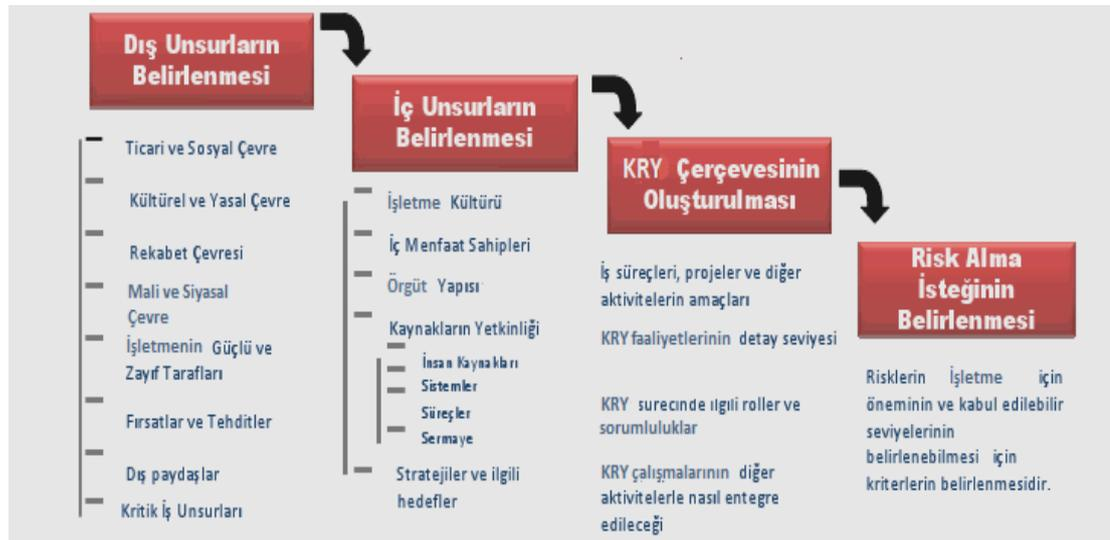 Dış Unsurların
Belirlenmesi
Ticari ve Sosyal Çevre
Kültürel ve Yasal Çevre
Rekabet Çevresi
Mali ve Siyasal
Çevre
İşletmenin Güçlü ve
Zayıf Tarafları
Fırsatlar ve Tehditler
Dış paydaşlar
Kritik İş Unsurları
İç Unsurların
Belirlenmesi
İşletme Kültürü
İç Menfaat Sahipleri
Örgüt Yapısı
Kaynakların Yetkinliği
İnsan Kaynakları
Sistemler
Süreçler
Sermaye
Stratejiler ve ilgili
hedefler
KRY Çerçevesinin
Oluşturulması
İş süreçleri, projeler ve diğer
aktivitelerin amaçları
KRY faaliyetlerinin detay seviyesi
KRY surecinde ilgili roller ve
sorumluluklar
KRY çalışmalarının diğer
aktivitelerle nasıl entegre
edileceği
Risk Alma
İsteğinin
Belirlenmesi
Risklerin İşletme için
öneminin ve kabul edilebilir
seviyelerinin
belirlenebilmesi için
kriterlerin belirlenmesidir.